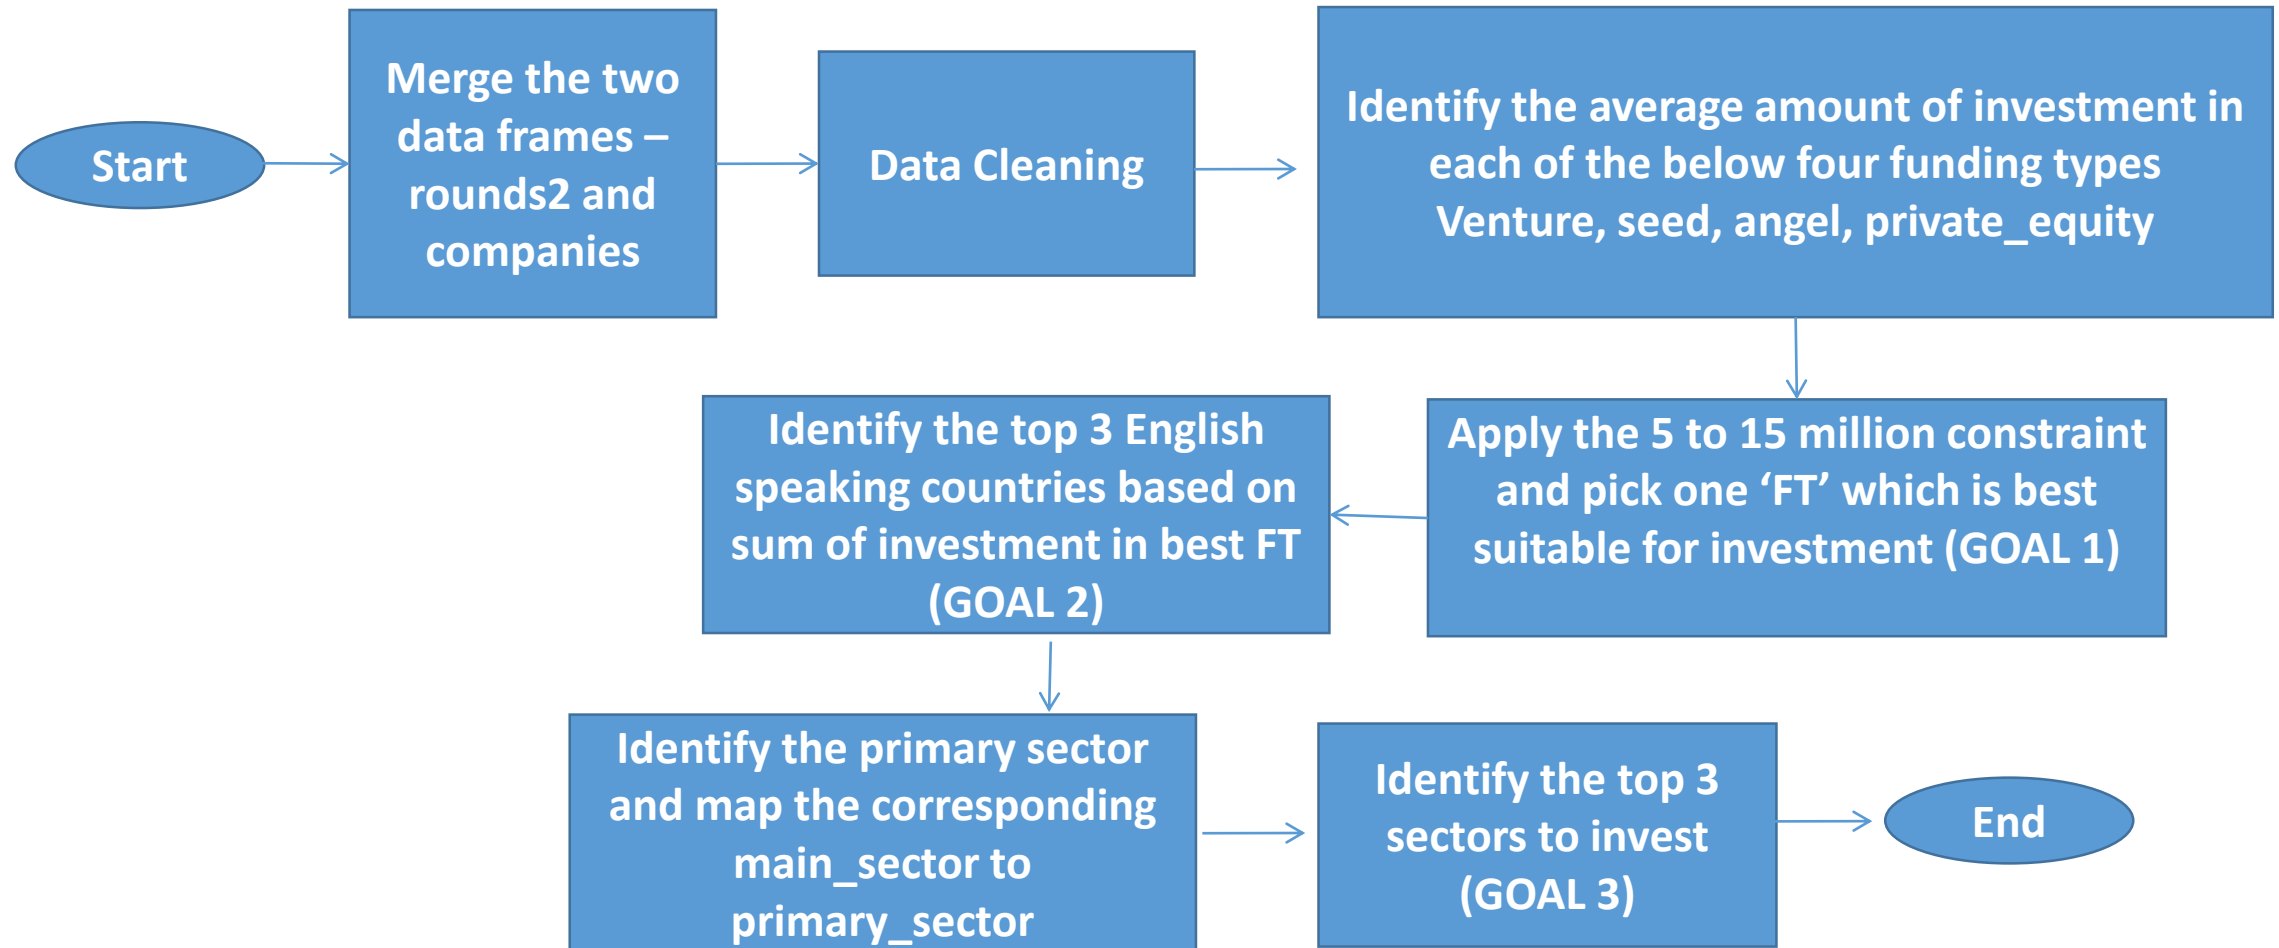 Start
Merge the two
data frames –
rounds2 and
companies
Data Cleaning
Identify the average amount of investment in
each of the below four funding types
Venture, seed, angel, private_equity
Apply the 5 to 15 million constraint
and pick one ‘FT’ which is best
suitable for investment (GOAL 1)
Identify the top 3 English
speaking countries based on
sum of investment in best FT
(GOAL 2)
Identify the primary sector
and map the corresponding
main_sector to
primary_sector
Identify the top 3
sectors to invest
(GOAL 3)
End